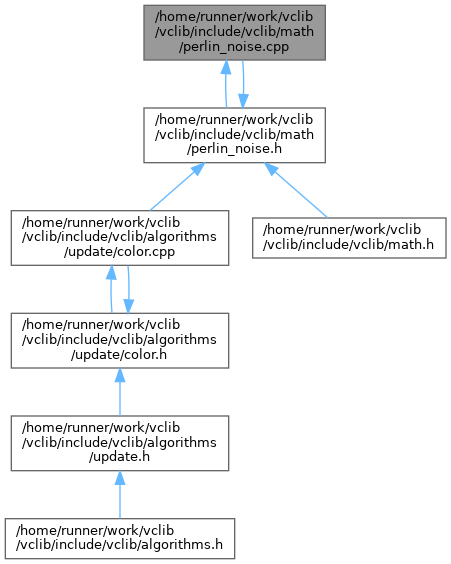 /home/runner/work/vclib
/vclib/include/vclib/math
/perlin_noise.cpp
/home/runner/work/vclib
/vclib/include/vclib/math
/perlin_noise.h
/home/runner/work/vclib
/vclib/include/vclib/algorithms
/update/color.cpp
/home/runner/work/vclib
/vclib/include/vclib/math.h
/home/runner/work/vclib
/vclib/include/vclib/algorithms
/update/color.h
/home/runner/work/vclib
/vclib/include/vclib/algorithms
/update.h
/home/runner/work/vclib
/vclib/include/vclib/algorithms.h